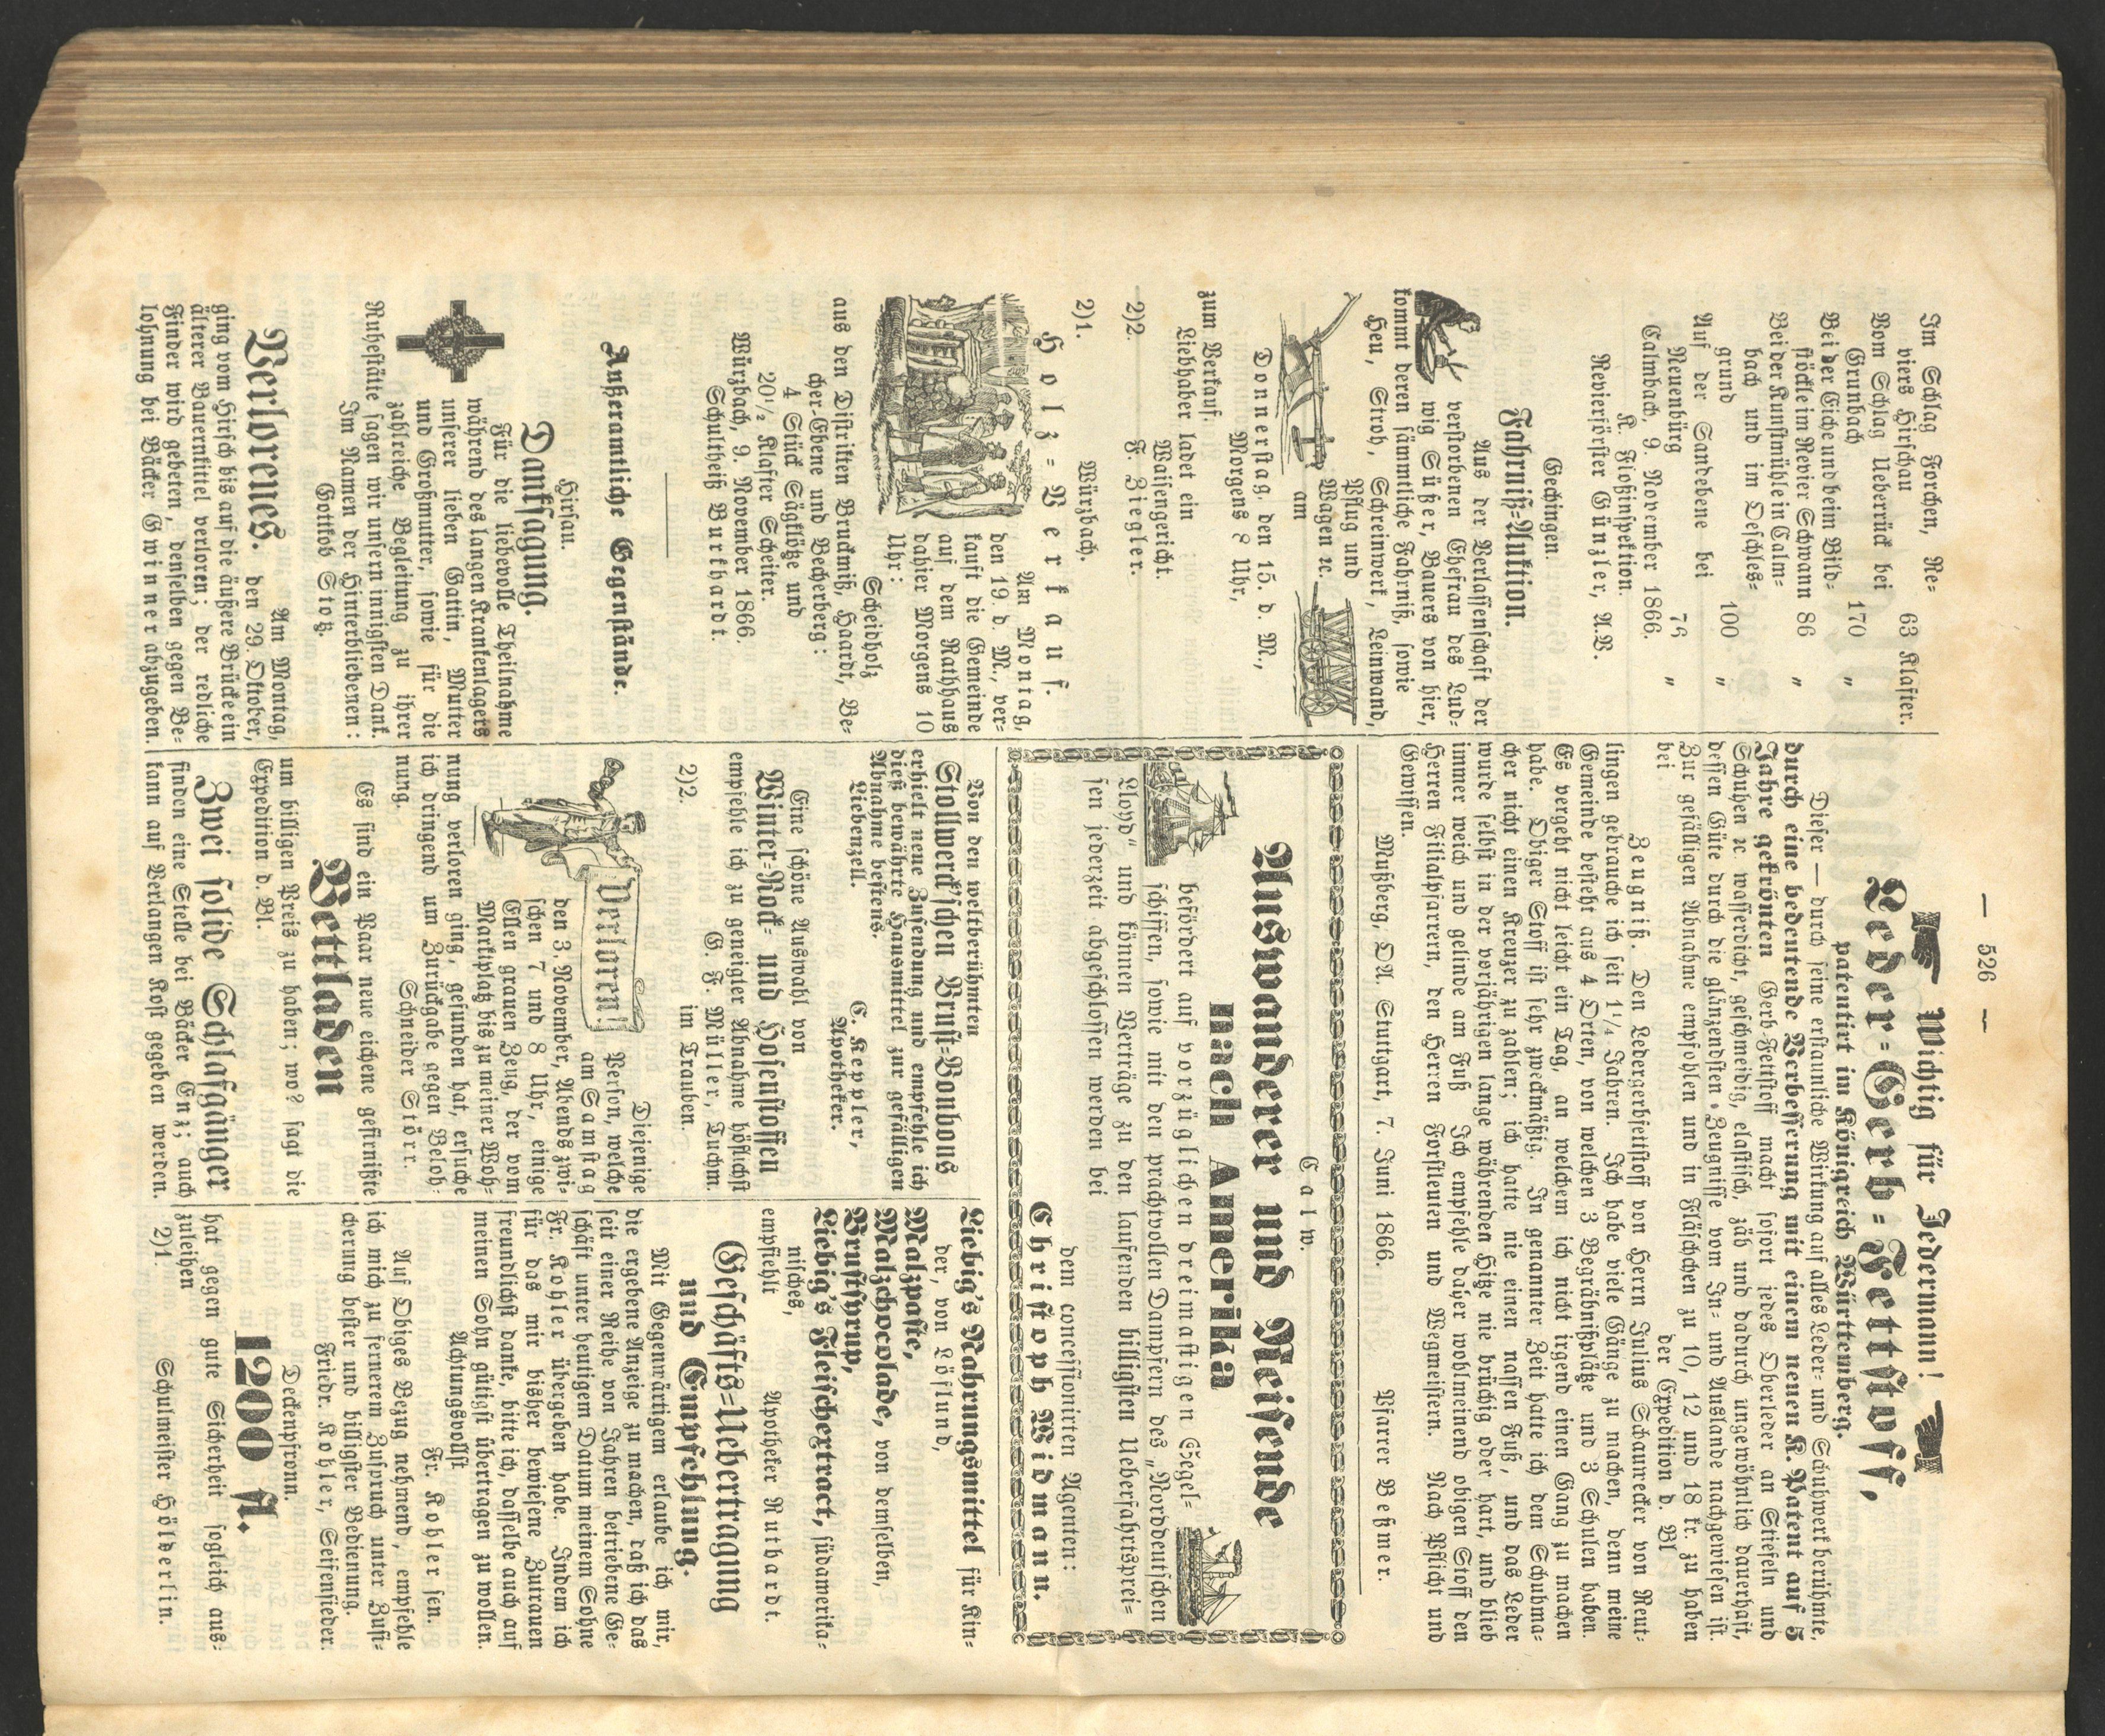 — 526 —
Im Schlag Forchen, Re-
viers Hirschau 63 Klafter.
Vom Schlag Ueberrück bei
Grunbach 170 „
Bei der Eiche und beim Bild-
stöckle im Revier Schwann 86 „
Bei der Kunstmühle in Calm-
bach und im Deschles-
grund 100 „
Auf der Sandebene bei
Neuenbürg 76 „
Calmbach, 9. November 1866.
K. Floßinspektion.
Revierförster Günzler, A.V.
Gechingen.
Fahrniß-Auktion.
Aus der Verlassenschaft der
verstorbenen Ehefrau des Lud-
wig Süßer, Bauers von hier,
kommt deren sämmtliche Fahrniß, sowie
Heu, Stroh, Schreinwerk, Leinwand,
Pflug und
Wagen ꝛc.
am
Donnerstag, den 15. d. M.,
Morgens 8 Uhr,
zum Verkauf.
Liebhaber ladet ein
Waisengericht.
2)2. F. Ziegler.
Würzbach.
2)1.
Holz-Verkauf.
Am Montag,
den 19. d. M., ver-
kauft die Gemeinde
auf dem Rathhaus
dahier Morgens 10
Uhr:
Scheidholz
aus den Distrikten Bruckmiß, Haardt, Be-
cher-Ebene und Becherberg:
4 Stück Sägklötze und
20½ Klafter Scheiter.
Würzbach, 9. November 1866.
Schultheiß Burkhardt.
Außeramtliche Gegenstände.
Hirsau.
Danksagung.
Für die liebevolle Theilnahme
während des langen Krankenlagers
unserer lieben Gattin, Mutter
und Großmutter, sowie für die
zahlreiche Begleitung zu ihrer
Ruhestätte sagen wir unsern innigsten Dank.
Im Namen der Hinterbliebenen:
Gottlob Stotz.
Verlorenes. Am Montag,
den 29. Oktober,
ging vom Hirsch bis auf die äußere Brücke ein
älterer Bauernkittel verloren; der redliche
Finder wird gebeten, denselben gegen Be-
lohnung bei Bäcker Gwinner abzugeben.
Wichtig für Jedermann!
Leder-Gerb-Fettstoff,
patentirt im Königreich Württemberg.
Dieser — durch seine erstaunliche Wirkung auf alles Leder- und Schuhwerk berühmte,
durch eine bedeutende Verbesserung mit einem neuen K. Patent auf 5
Jahre gekrönten Gerb-Fettstoff macht sofort jedes Oberleder an Stiefeln und
Schuhen ꝛc wasserdicht, geschmeidig, elastisch, zäh und dadurch ungewöhnlich dauerhaft,
dessen Güte durch die glänzendsten Zeugnisse vom In- und Auslande nachgewiesen ist.
Zur gefälligen Abnahme empfohlen und in Fläschchen zu 10, 12 und 18 kr. zu haben
bei der Expedition d. Bl
Zeugniß. Den Ledergerbfettstoff von Herrn Julius Schauwecker von Reut-
lingen gebrauche ich seit 1¼ Jahren. Ich habe viele Gänge zu machen, denn meine
Gemeinde besteht aus 4 Orten, von welchen 3 Begräbnißplätze und 3 Schulen haben.
Es vergeht nicht leicht ein Tag, an welchem ich nicht irgend einen Gang zu machen
habe. Obiger Stoff ist sehr zweckmäßig. In genannter Zeit hatte ich dem Schuhma-
cher nicht einen Kreuzer zu zahlen; ich hatte nie einen nassen Fuß, und das Leder
wurde selbst in der vorjährigen lange währenden Hitze nie brüchig oder hart, und blieb
immer weich und gelinde am Fuß Ich empfehle daher wohlmeinend obigen Stoff den
Herren Filialpfarrern, den Herren Forstleuten und Wegmeistern. Nach Pflicht und
Gewissen.
Mußberg, OA. Stuttgart, 7. Juni 1866. Pfarrer Beßmer.
Calw.
Auswanderer und Reisende
nach Amerika
befördert auf vorzüglichen dreimastigen Segel-
schiffen, sowie mit den prachtvollen Dampfern des „Norddeutschen
Lloyd" und können Verträge zu den laufenden billigsten Ueberfahrtsprei-
sen jederzeit abgeschlossen werden bei
dem concessionirten Agenten:
Christoph Widmann.
Von den weltberühmten
Stollwerck'schen Brust-Bonbons
erhielt neue Zusendung und empfehle ich
dieß bewährte Hausmittel zur gefälligen
Abnahme bestens.
Liebenzell. C. Keppler,
Apotheker.
Eine schöne Auswahl von
Winter-Rock- und Hosenstoffen
empfehle ich zu geneigter Abnahme höflichst
G. F. Müller, Tuchm.
2)2. im Trauben.
Verloren!
Diejenige
Person, welche
am Samstag
den 3. November, Abends zwi-
schen 7 und 8 Uhr, einige
Ellen grauen Zeug, der vom
Marktplatz bis zu meiner Woh-
nung verloren ging, gefunden hat, ersuche
ich dringend um Zurückgabe gegen Beloh-
nung. Schneider Störr.
Es sind ein Paar neue eichene gefirnißte
Bettladen
um billigen Preis zu haben; wo? sagt die
Expedition d. Bl.
Zwei solide Schlafgänger
finden eine Stelle bei Bäcker Enz; auch
kann auf Verlangen Kost gegeben werden.
Liebig's Nahrungsmittel für Kin-
der, von Löflund,
Malzpaste,
Malzchocolade, von demselben,
Brustsyrup,
Liebig's Fleischextract, südamerika-
nisches,
empfiehlt Apotheker Ruthardt.
Geschäfts-Uebertragung
und Empfehlung.
Mit Gegenwärtigem erlaube ich mir,
die ergebene Anzeige zu machen, daß ich das
seit einer Reihe von Jahren betriebene Ge-
schäft unter heutigem Datum meinem Sohne
Fr. Kohler übergeben habe. Indem ich
für das mir bisher bewiesene Zutrauen
freundlichst danke, bitte ich, dasselbe auch auf
meinen Sohn gütigst übertragen zu wollen.
Achtungsvollst
Fr. Kohler sen.
Auf Obiges Bezug nehmend, empfehle
ich mich zu fernerem Zuspruch unter Zusi-
cherung bester und billigster Bedienung.
Friedr. Kohler, Seifensieder.
Deckenpfronn.
1200 fl.
hat gegen gute Sicherheit sogleich aus-
zuleihen
2)1. Schulmeister Hölderlin.